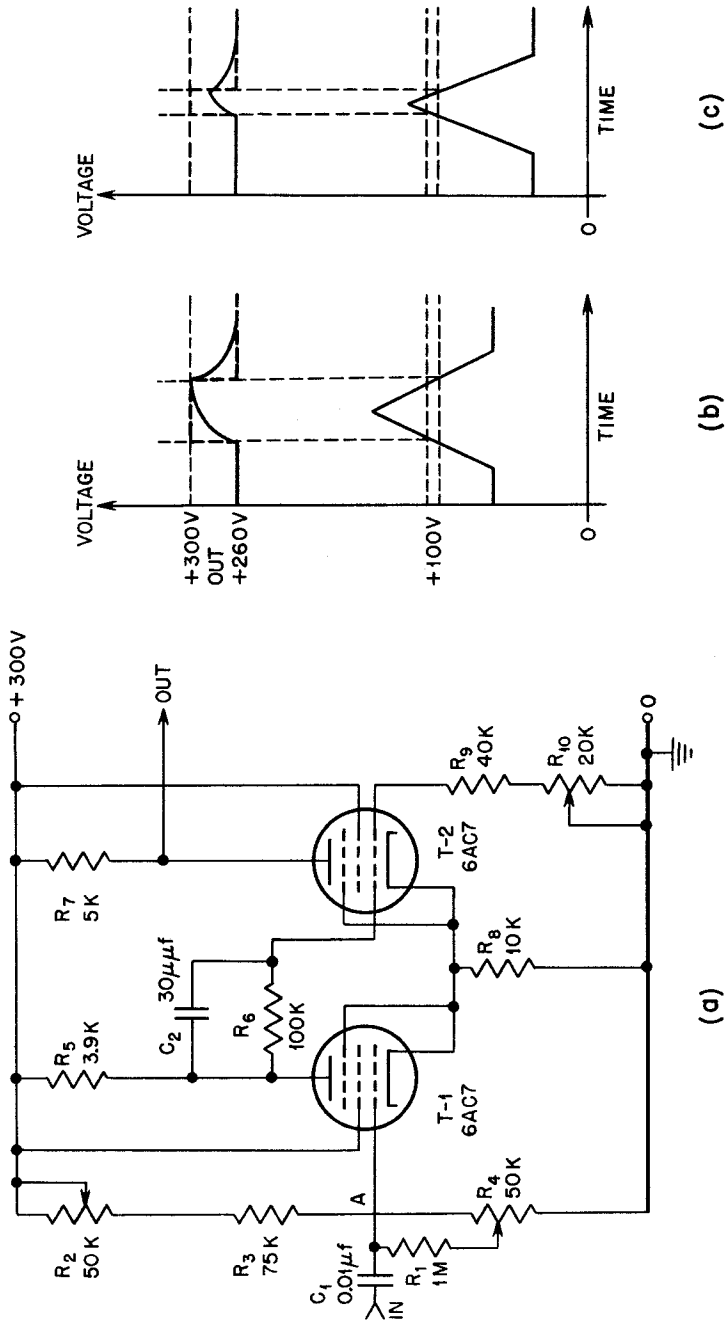 +300V
R2
50K
R3
75K
A
C1
0.01μf
IN
R1
1M
R4
50K
R5
3.9K
C2
30μμf
R6
100K
T-1
6AC7
R7
5K
OUT
T-2
6AC7
R8
10K
R9
40K
R10
20K
0
(a)
VOLTAGE
+300V
OUT
+260V
+100V
0
TIME
(b)
VOLTAGE
0
TIME
(c)